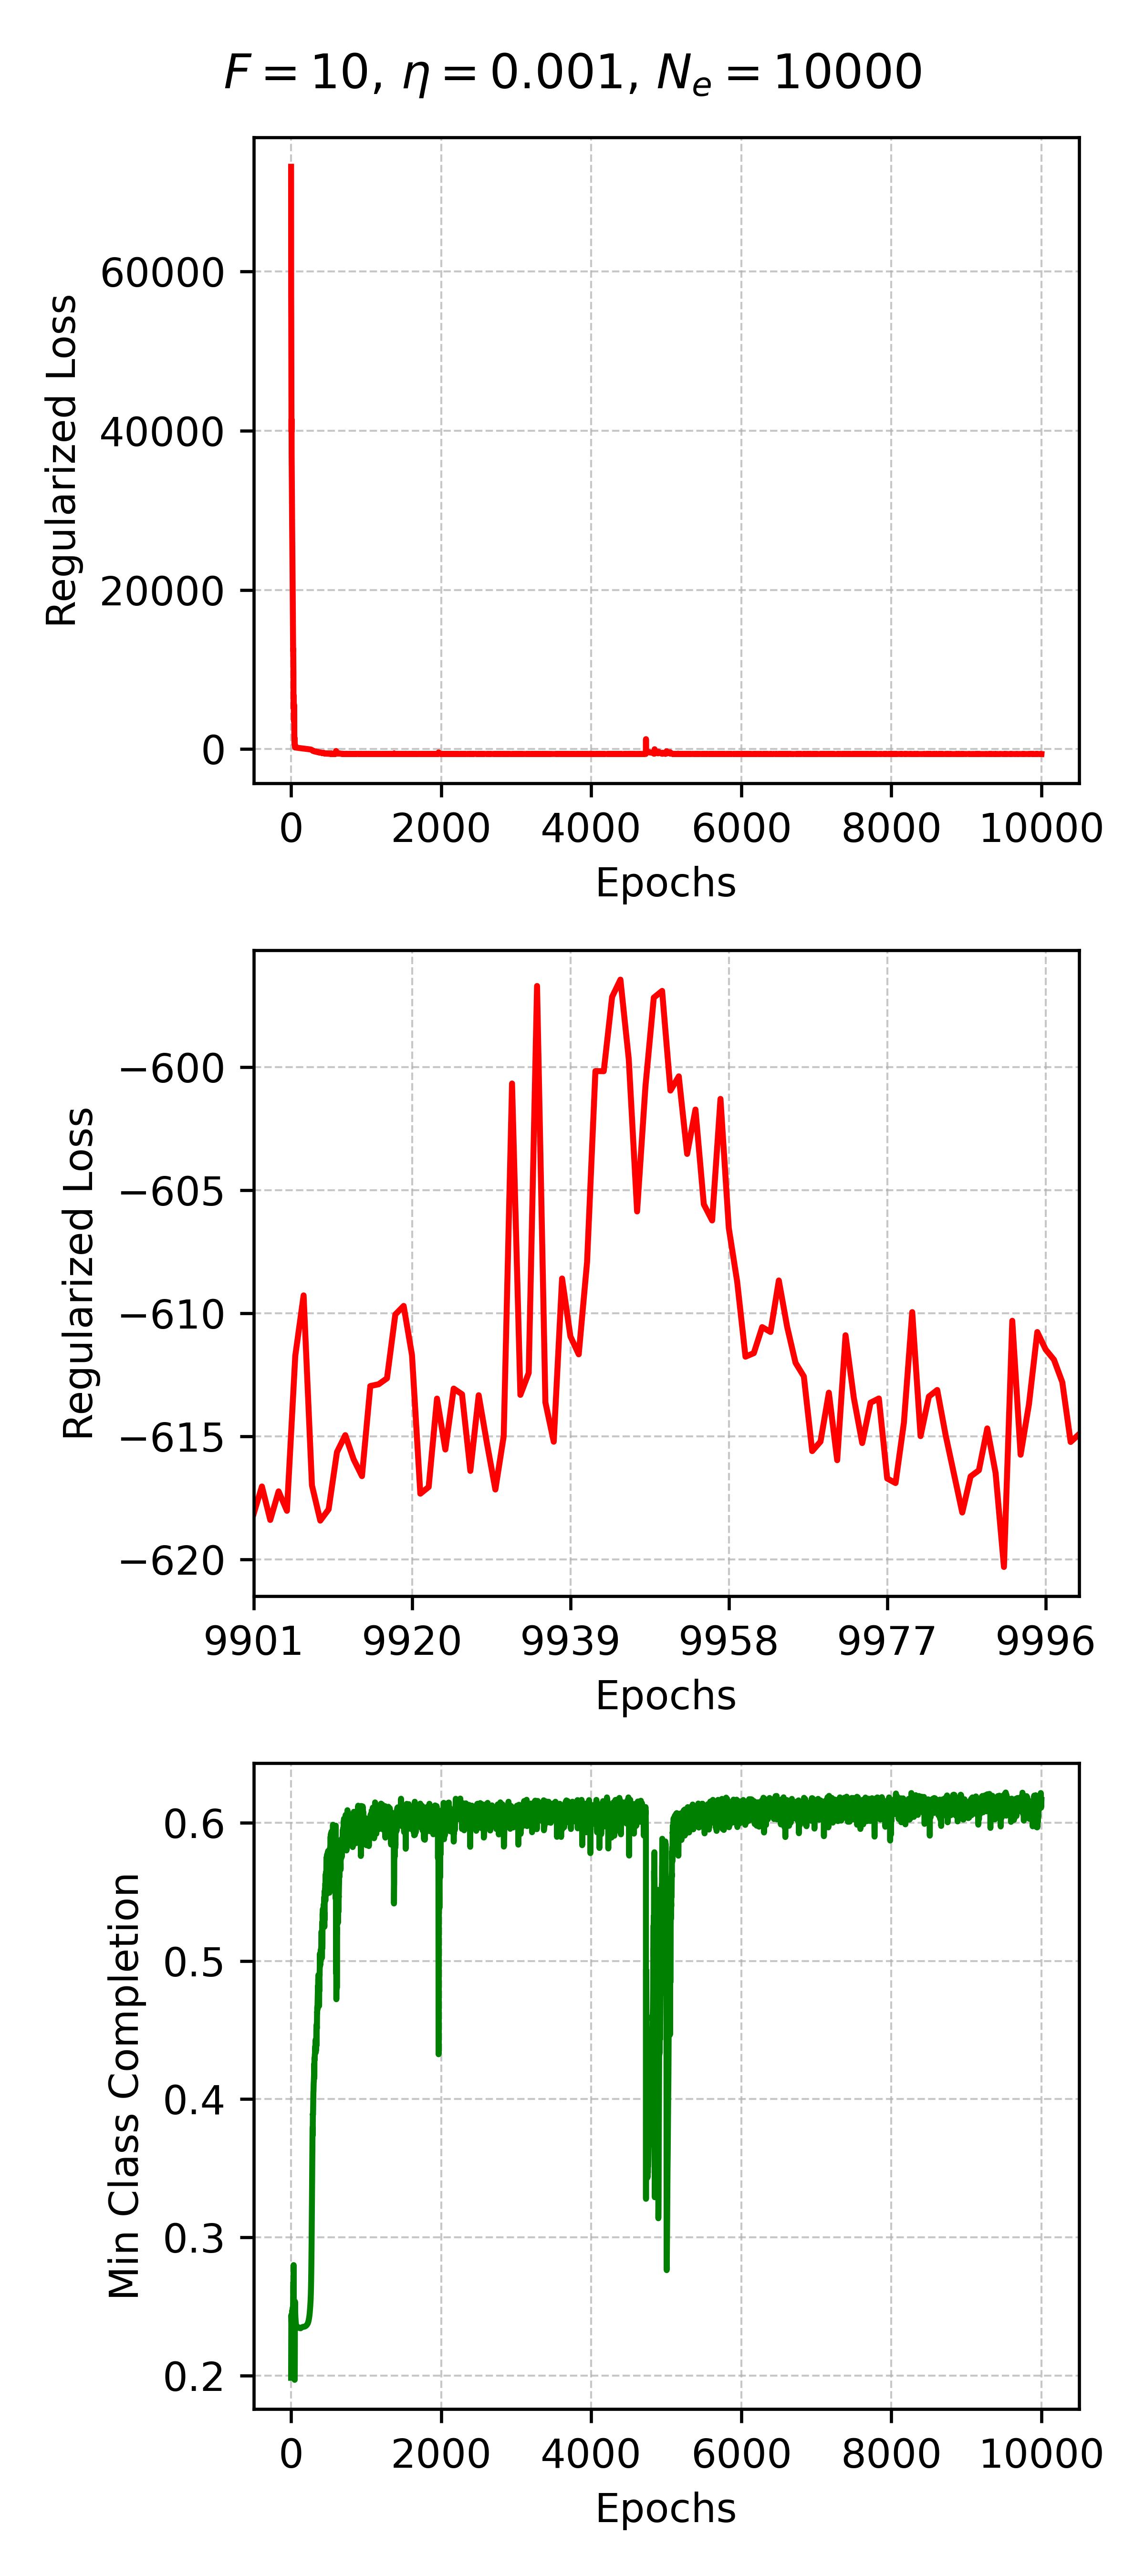 F = 10, η = 0.001, Nₑ = 10000
Regularized Loss
60000
40000
20000
0
0 2000 4000 6000 8000 10000
Epochs
Regularized Loss
−600
−605
−610
−615
−620
9901 9920 9939 9958 9977 9996
Epochs
Min Class Completion
0.6
0.5
0.4
0.3
0.2
0 2000 4000 6000 8000 10000
Epochs